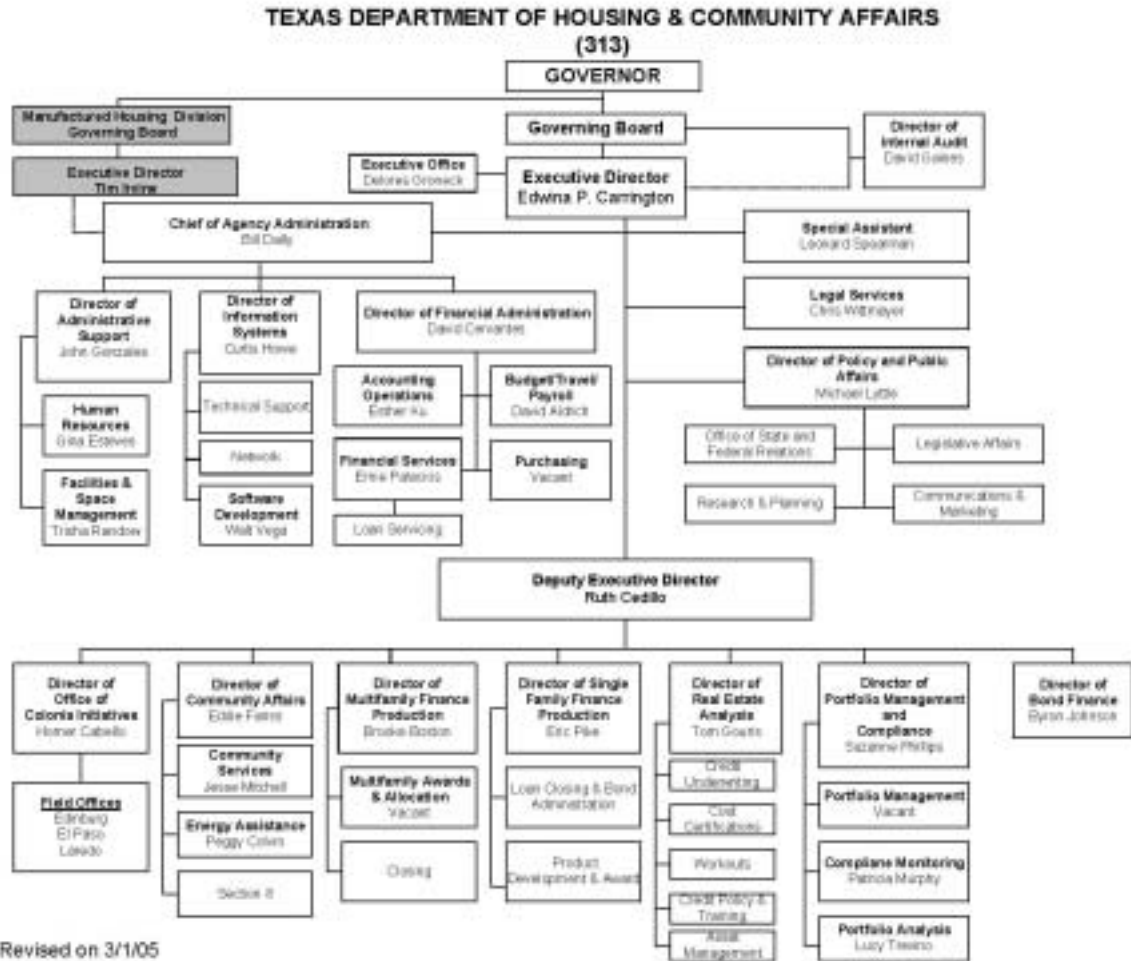 TEXAS DEPARTMENT OF HOUSING & COMMUNITY AFFAIRS
(313)
GOVERNOR
Manufactured Housing Division
Governing Board
Governing Board
Director of
Internal Audit
David Gaines
Executive Director
Tim Irvine
Executive Office
Delores Groneck
Executive Director
Edwina P. Carrington
Chief of Agency Administration
Bill Dally
Special Assistant
Leonard Spearman
Legal Services
Chris Wittmayer
Director of
Administrative
Support
John Gonzales
Director of
Information
Systems
Curtis Howe
Director of Financial Administration
David Cervantes
Director of Policy and Public
Affairs
Michael Lyttle
Human
Resources
Gina Esteves
Technical Support
Accounting
Operations
Esther Ku
Budget/Travel/
Payroll
David Aldrich
Office of State and
Federal Relations
Legislative Affairs
Network
Financial Services
Ernie
Purchasing
Vacant
Facilities &
Space
Management
Trisha Randow
Software
Development
Walt Vega
Loan Servicing
Research & Planning
Communications &
Marketing
Deputy Executive Director
Ruth Cedillo
Director of
Office of
Colonia Initiatives
Homer Cabello
Director of
Community Affairs
Eddie Fariss
Director of
Multifamily Finance
Production
Brooke Boston
Director of Single
Family Finance
Production
Eric Pike
Director of
Real Estate
Analysis
Tom Gouris
Director of
Portfolio Management
and
Compliance
Suzanne Phillips
Director of
Bond Finance
Byron Johnson
Field Offices
Edinburg
El Paso
Laredo
Community
Services
Jesse Mitchell
Energy Assistance
Peggy Colvin
Section 8
Multifamily Awards
& Allocation
Vacant
Closing
Loan Closing & Bond
Administration
Product
Development & Award
Credit
Underwriting
Cost
Certifications
Workouts
Credit Policy &
Training
Asset
Management
Portfolio Management
Vacant
Compliane Monitoring
Patricia Murphy
Portfolio Analysis
Lucy Trevino
Revised on 3/1/05